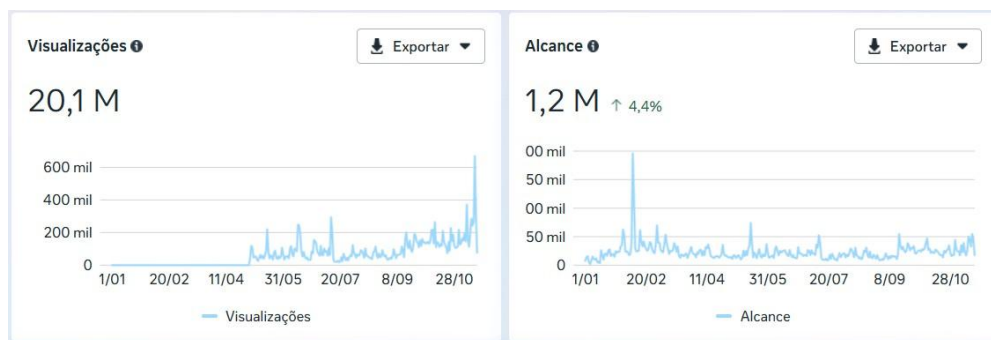 Visualizações
Exportar
20,1 M
600 mil
400 mil
200 mil
0
1/01 20/02 11/04 31/05 20/07 8/09 28/10
Visualizações
Alcance
Exportar
1,2 M ↑ 4,4%
00 mil
50 mil
00 mil
50 mil
0
1/01 20/02 11/04 31/05 20/07 8/09 28/10
Alcance